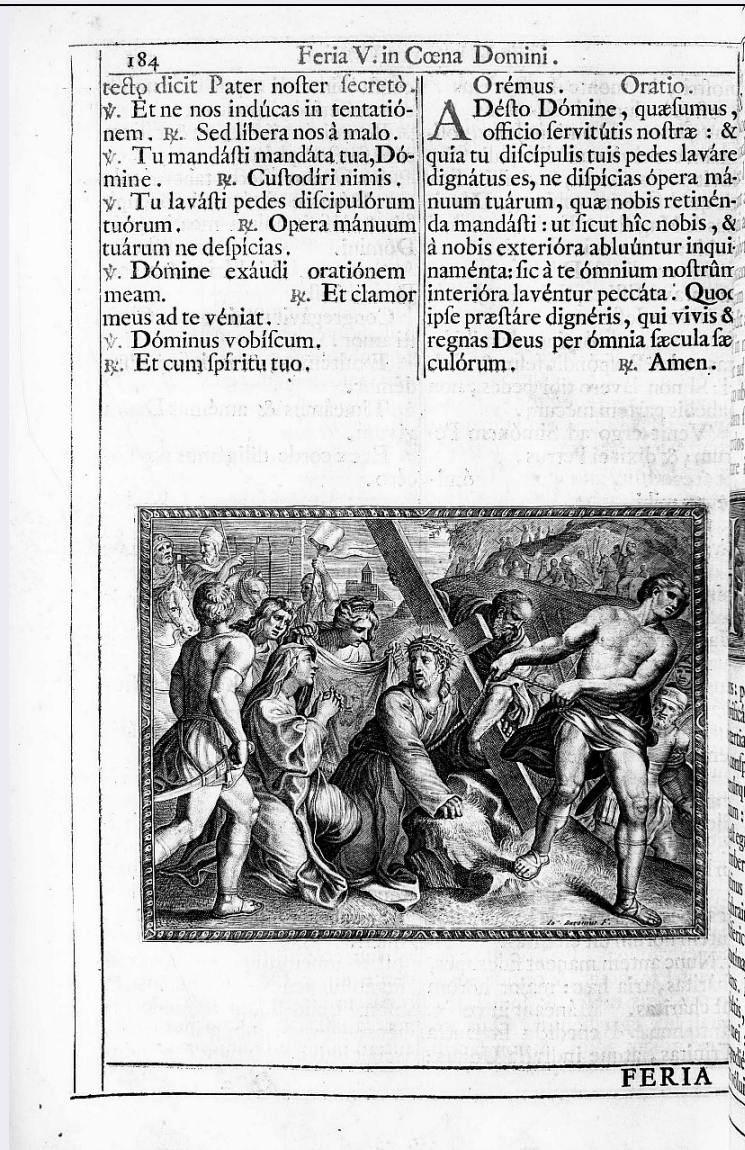 184
Feria V. in Cœna Domini.
tecto dicit Pater noſter ſecretò.
℣. Et ne nos indúcas in tentatió-
nem. ℟. Sed líbera nos à malo.
℣. Tu mandáſti mandáta tua, Dó-
mine. ℟. Cuſtodíri nimis.
℣. Tu laváſti pedes diſcipulórum
tuórum. ℟. Opera mánuum
tuárum ne deſpícias.
℣. Dómine exáudi oratiónem
meam. ℟. Et clamor
meus ad te véniat.
℣. Dóminus vobíſcum.
℟. Et cum ſpíritu tuo.
Orémus. Oratio.
ADéſto Dómine, quæſumus,
officio ſervitútis noſtræ: &
quia tu diſcípulis tuis pedes laváre
dignátus es, ne diſpícias ópera má-
nuum tuárum, quæ nobis retinén-
da mandáſti: ut ſicut hîc nobis, &
à nobis exterióra abluúntur inqui-
naménta: ſic à te ómnium noſtrûm
interióra lavéntur peccáta. Quod
ipſe præſtáre dignéris, qui vivis &
regnas Deus per ómnia ſæcula ſæ
culórum. ℟. Amen.
FERIA